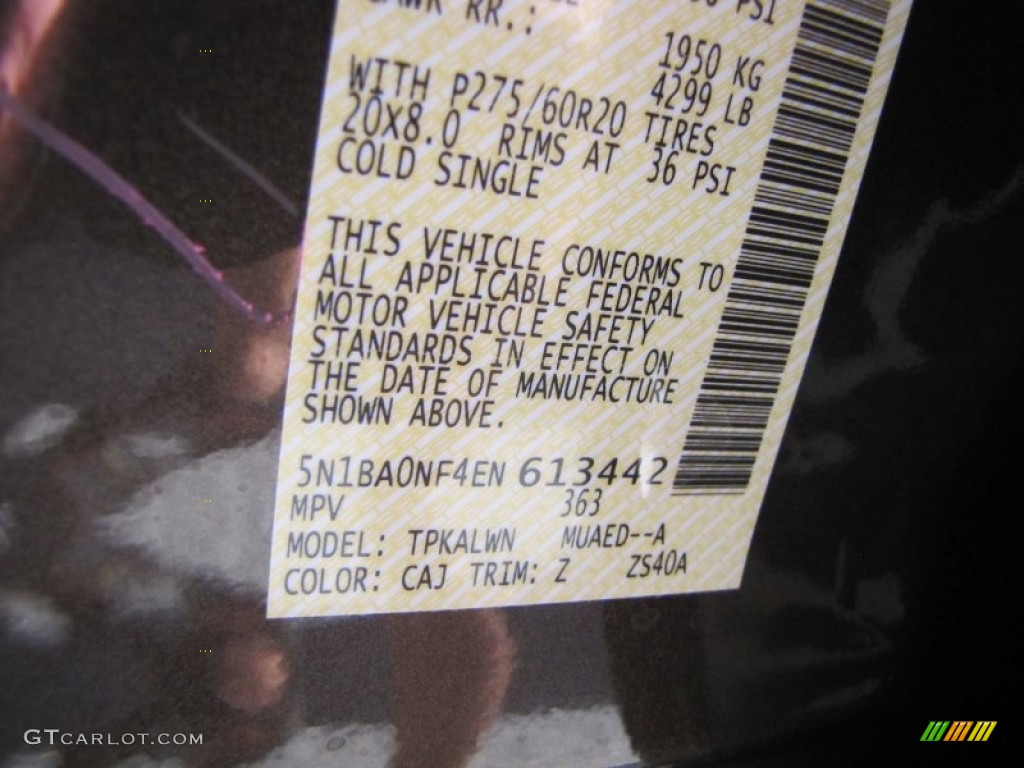 RR.:
PSI
1950 KG
4299 LB
WITH P275/60R20 TIRES
20X8.0 RIMS AT 36 PSI
COLD SINGLE
THIS VEHICLE CONFORMS TO
ALL APPLICABLE FEDERAL
MOTOR VEHICLE SAFETY
STANDARDS IN EFFECT ON
THE DATE OF MANUFACTURE
SHOWN ABOVE.
5N1BA0NF4EN 613442
MPV 363
MODEL: TPKALWN MUAED--A
COLOR: CAJ TRIM: Z ZS40A
GTCARLOT.COM